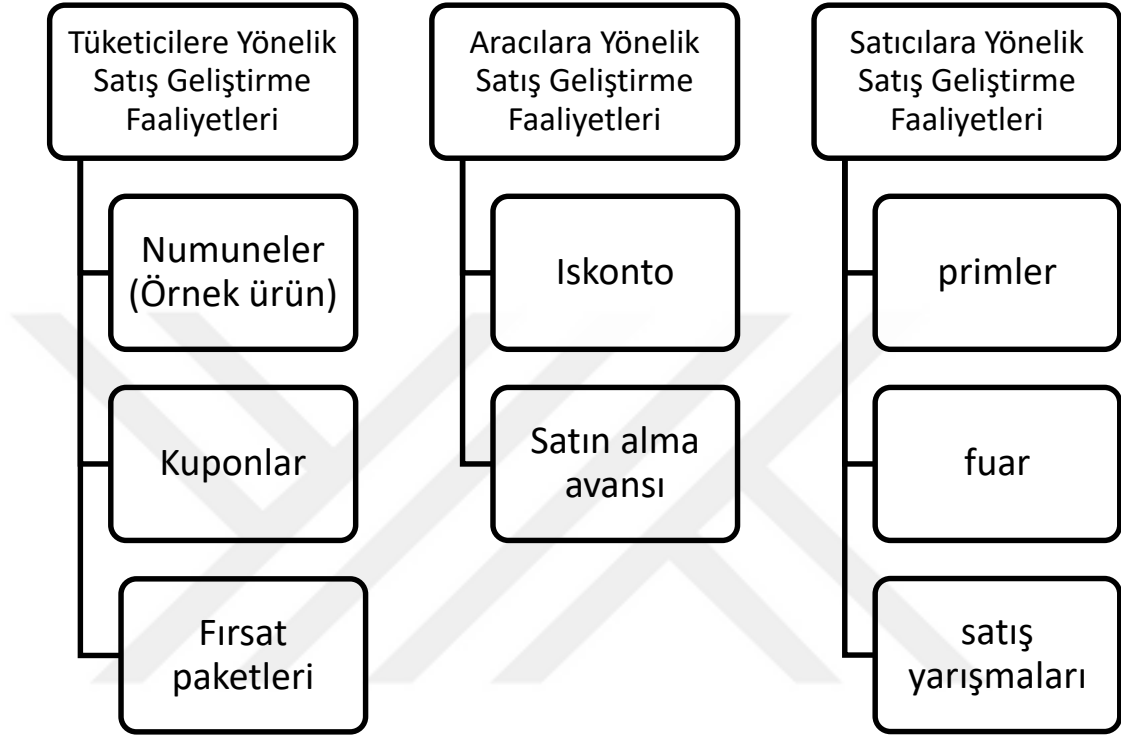 Tüketicilere Yönelik
Satış Geliştirme
Faaliyetleri
Numuneler
(Örnek ürün)
Kuponlar
Fırsat
paketleri
Aracılara Yönelik
Satış Geliştirme
Faaliyetleri
Iskonto
Satın alma
avansı
Satıcılara Yönelik
Satış Geliştirme
Faaliyetleri
primler
fuar
satış
yarışmaları